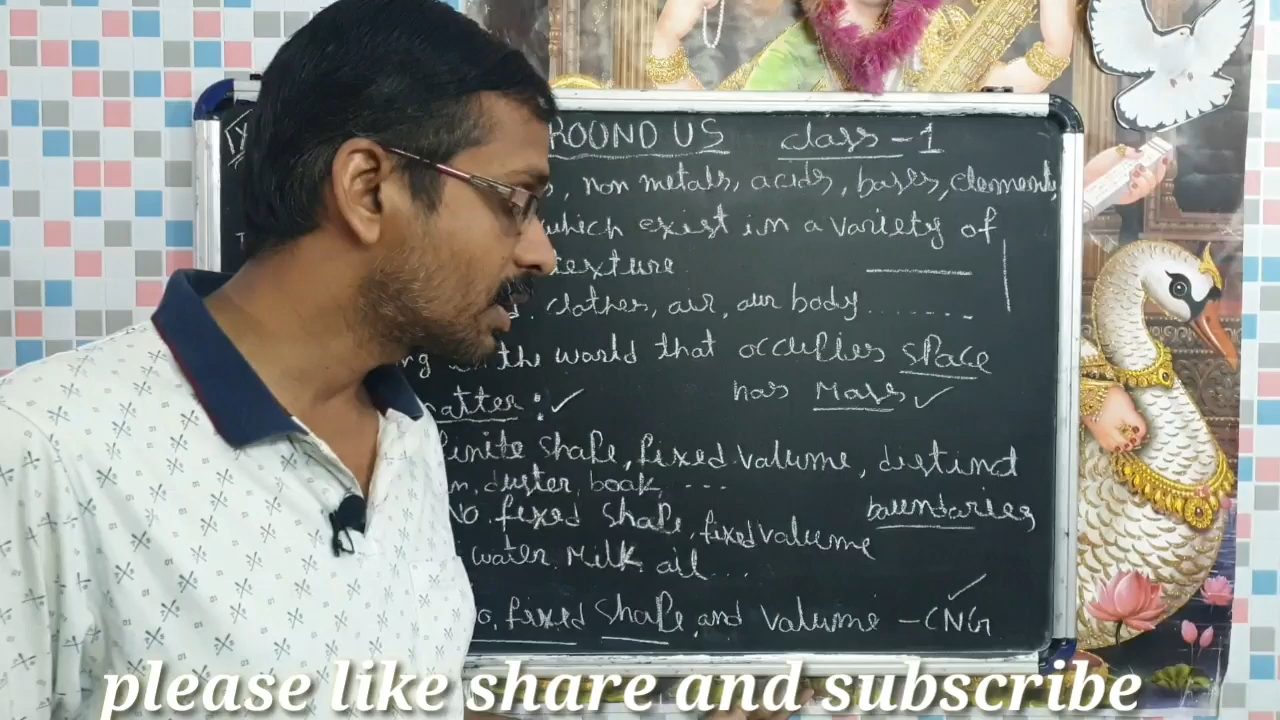 IX ROUND US class-1
, non metals, acids, bases, elements,
which exist in a variety of
texture
clothes, air, our body........
the world that occupies space
has Mass ✓
matter : ✓
finite shape, fixed volume, distinct
boundaries
duster, book, ...
No fixed shape, fixed volume
water, Milk, oil ...
fixed shape, and volume - CNG
please like share and subscribe